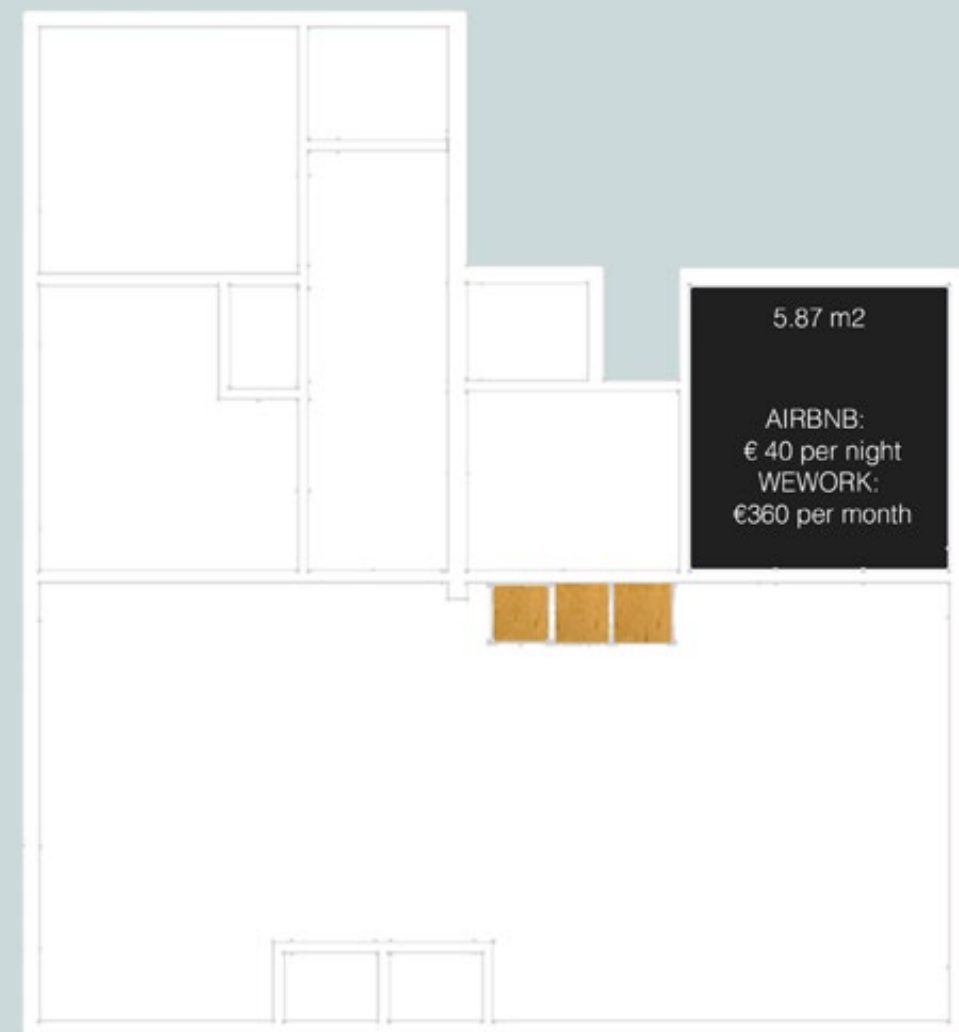 5.87 m2
AIRBNB:
€ 40 per night
WEWORK:
€360 per month